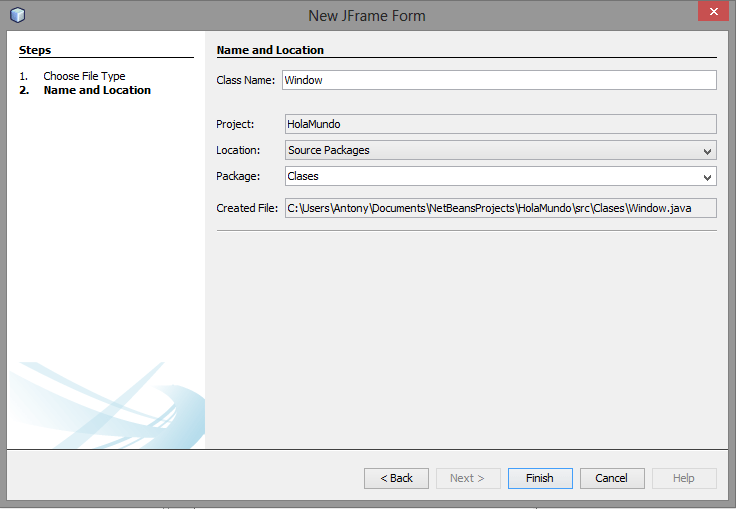 New JFrame Form
Steps
1. Choose File Type
2. Name and Location
Name and Location
Class Name: Window
Project: HolaMundo
Location: Source Packages
Package: Clases
Created File: C:\Users\Antony\Documents\NetBeansProjects\HolaMundo\src\Clases\Window.java
< Back Next > Finish Cancel Help